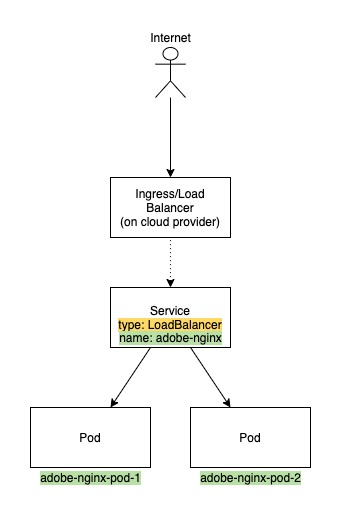 Internet
Ingress/Load
Balancer
(on cloud provider)
Service
type: LoadBalancer
name: adobe-nginx
Pod
Pod
adobe-nginx-pod-1
adobe-nginx-pod-2